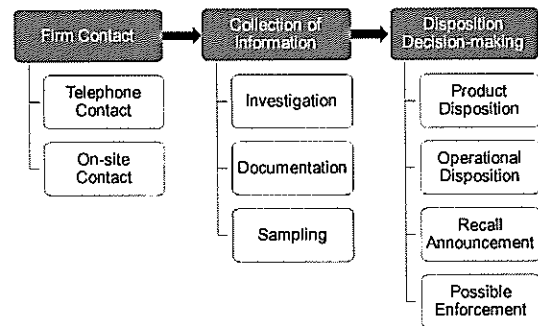 Firm Contact
Telephone
Contact
On-site
Contact
Collection of
Information
Investigation
Documentation
Sampling
Disposition
Decision-making
Product
Disposition
Operational
Disposition
Recall
Announcement
Possible
Enforcement